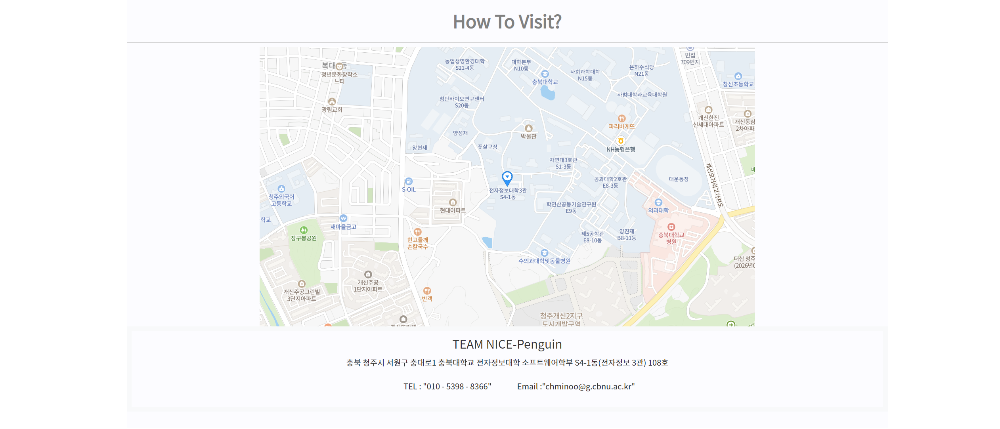 How To Visit?
빈집
709번지
농업생명환경대학
S21-4동
대학본부
N10동
은하수식당
N21동
사회과학대학
N15동
청년문화창작소
느티
충북대학교
창신초등학교
사범대학과교육대학원
첨단바이오연구센터
S20동
광림교회
개신한진
신세대아파트
개신동삼
2차아파
파리바게뜨
양성재
박물관
양현재
풋살구장
NH농협은행
자연대3호관
S1-3동
개신오거리고가차도
공과대학2호관
E8-3동
대운동장
S-OIL
전자정보대학3관
S4-1동
청주외국어
고등학교
학연산공동기술연구원
E9동
현대아파트
의과대학
학교
새마을금고
장구봉공원
제5공학관
E8-10동
양진재
B8-11동
충북대학교
병원
현고들깨
손칼국수
수의과대학및동물병원
더샵 청주
(2026년0
개신주공
1단지아파트
개신주공그린빌
3단지아파트
반객
청주개신2지구
도시개발구역
TEAM NICE-Penguin
충북 청주시 서원구 충대로1 충북대학교 전자정보대학 소프트웨어학부 S4-1동(전자정보 3관) 108호
TEL : "010 - 5398 - 8366" Email :"chminoo@g.cbnu.ac.kr"